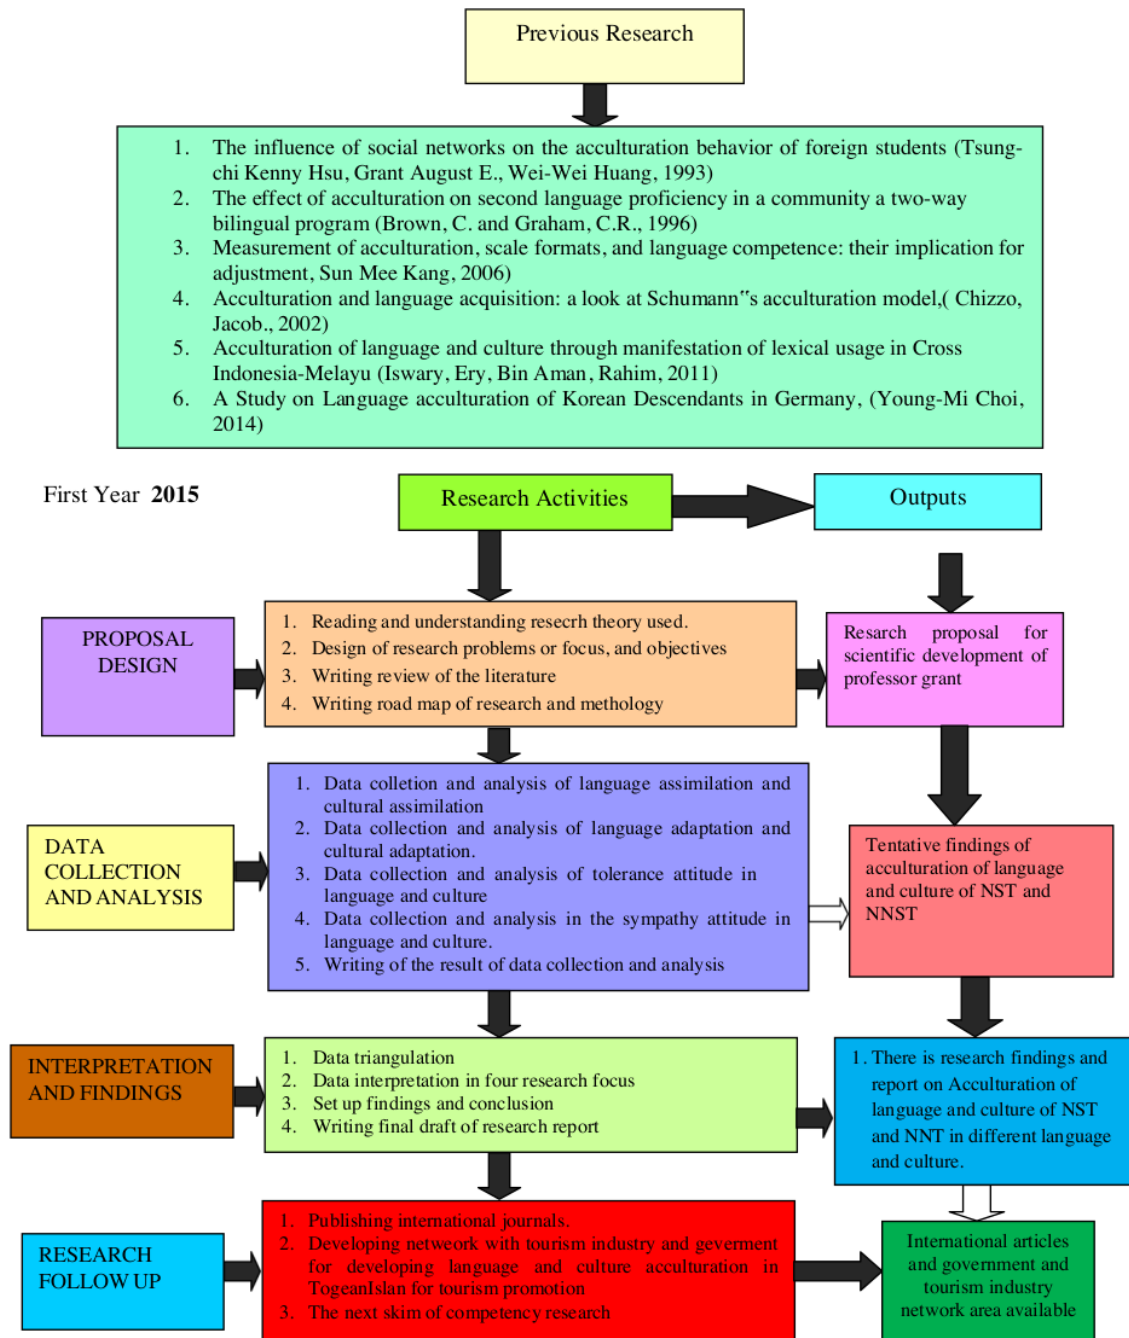 Previous Research
1. The influence of social networks on the acculturation behavior of foreign students (Tsung-
chi Kenny Hsu, Grant August E., Wei-Wei Huang, 1993)
2. The effect of acculturation on second language proficiency in a community a two-way
bilingual program (Brown, C. and Graham, C.R., 1996)
3. Measurement of acculturation, scale formats, and language competence: their implication for
adjustment, Sun Mee Kang, 2006)
4. Acculturation and language acquisition: a look at Schumann‟s acculturation model,( Chizzo,
Jacob., 2002)
5. Acculturation of language and culture through manifestation of lexical usage in Cross
Indonesia-Melayu (Iswary, Ery, Bin Aman, Rahim, 2011)
6. A Study on Language acculturation of Korean Descendants in Germany, (Young-Mi Choi,
2014)
First Year 2015
Research Activities
Outputs
PROPOSAL
DESIGN
1. Reading and understanding resecrh theory used.
2. Design of research problems or focus, and objectives
3. Writing review of the literature
4. Writing road map of research and methology
Resarch proposal for
scientific development of
professor grant
DATA
COLLECTION
AND ANALYSIS
1. Data colletion and analysis of language assimilation and
cultural assimilation
2. Data collection and analysis of language adaptation and
cultural adaptation.
3. Data collection and analysis of tolerance attitude in
language and culture
4. Data collection and analysis in the sympathy attitude in
language and culture.
5. Writing of the result of data collection and analysis
Tentative findings of
acculturation of language
and culture of NST and
NNST
INTERPRETATION
AND FINDINGS
1. Data triangulation
2. Data interpretation in four research focus
3. Set up findings and conclusion
4. Writing final draft of research report
1. There is research findings and
report on Acculturation of
language and culture of NST
and NNT in different language
and culture.
RESEARCH
FOLLOW UP
1. Publishing international journals.
2. Developing netweork with tourism industry and geverment
for developing language and culture acculturation in
TogeanIslan for tourism promotion
3. The next skim of competency research
International articles
and government and
tourism industry
network area available